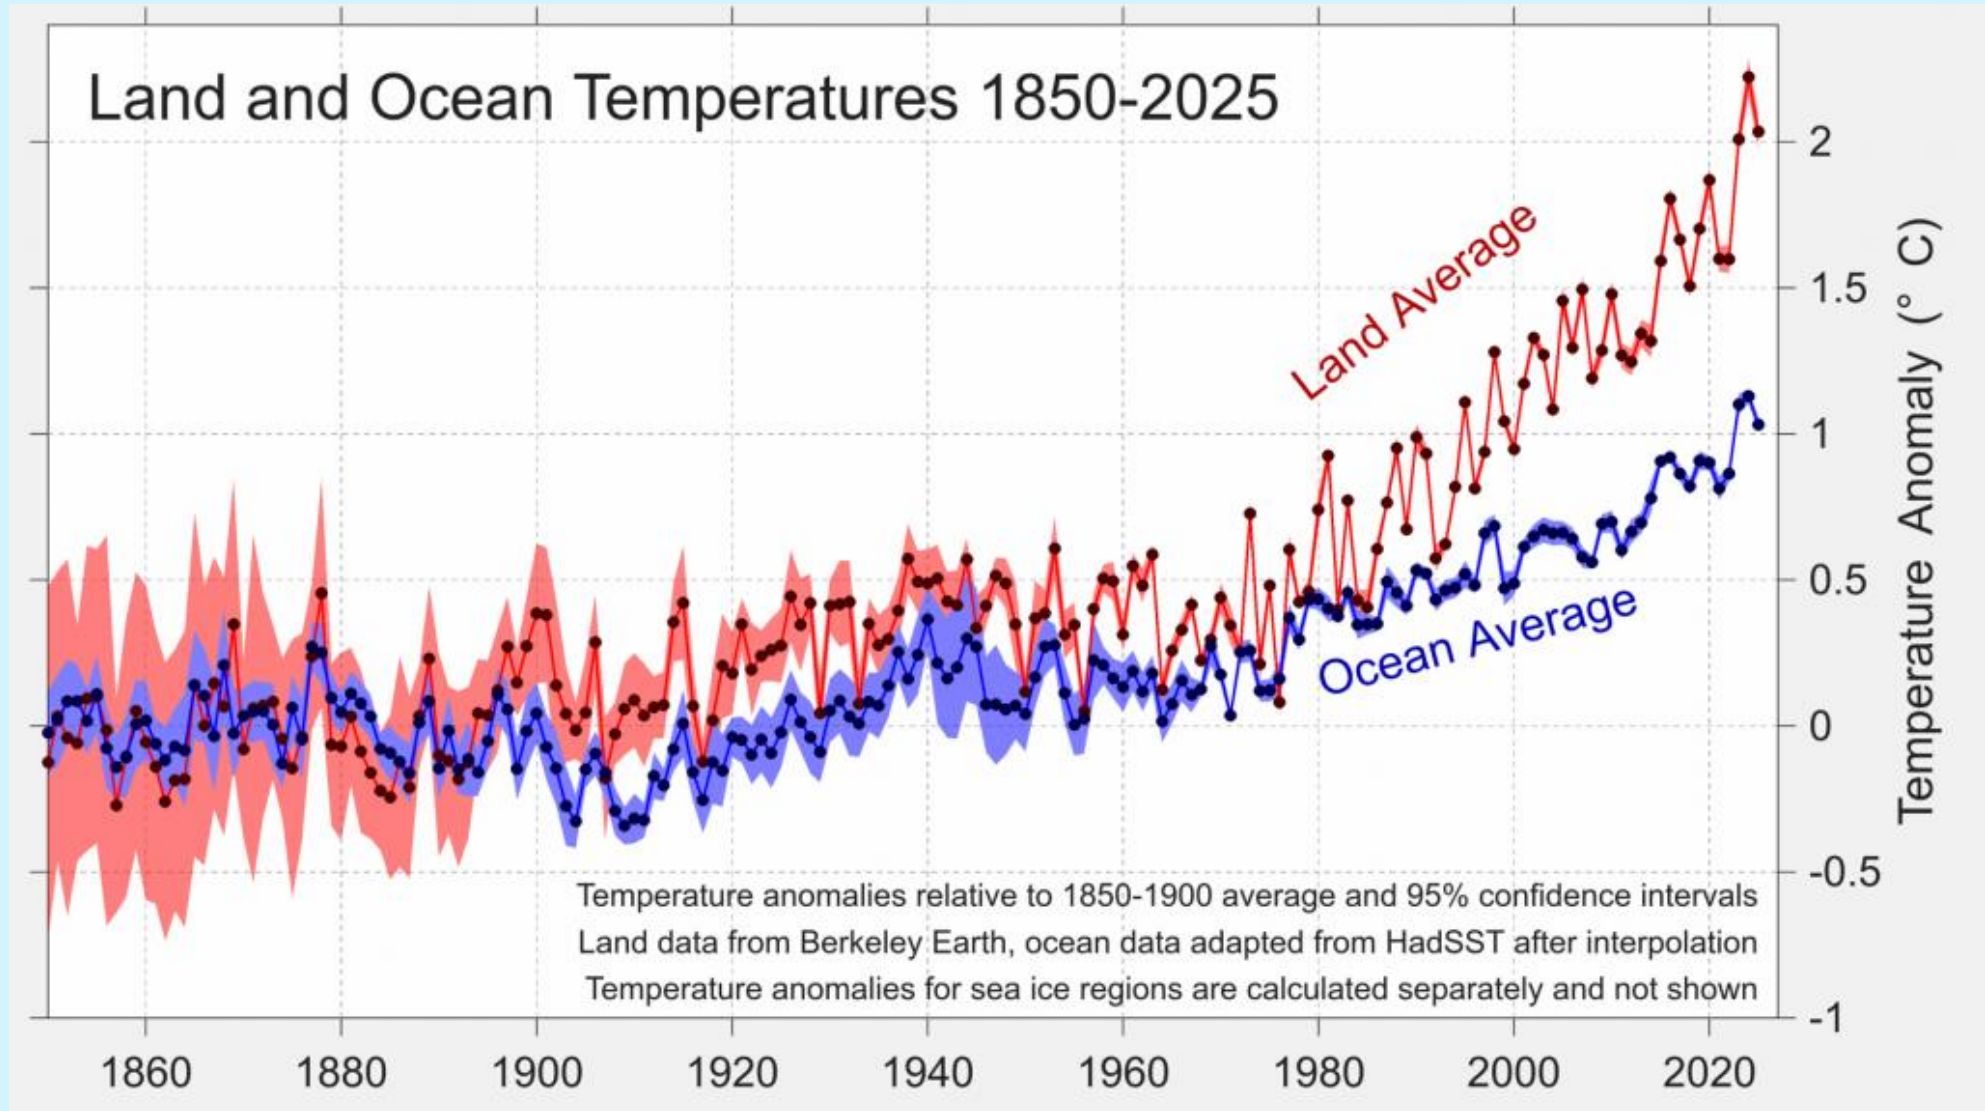 Land and Ocean Temperatures 1850-2025
2
1.5
1
0.5
0
-0.5
-1
Temperature Anomaly (° C)
Land Average
Ocean Average
Temperature anomalies relative to 1850-1900 average and 95% confidence intervals
Land data from Berkeley Earth, ocean data adapted from HadSST after interpolation
Temperature anomalies for sea ice regions are calculated separately and not shown
1860 1880 1900 1920 1940 1960 1980 2000 2020